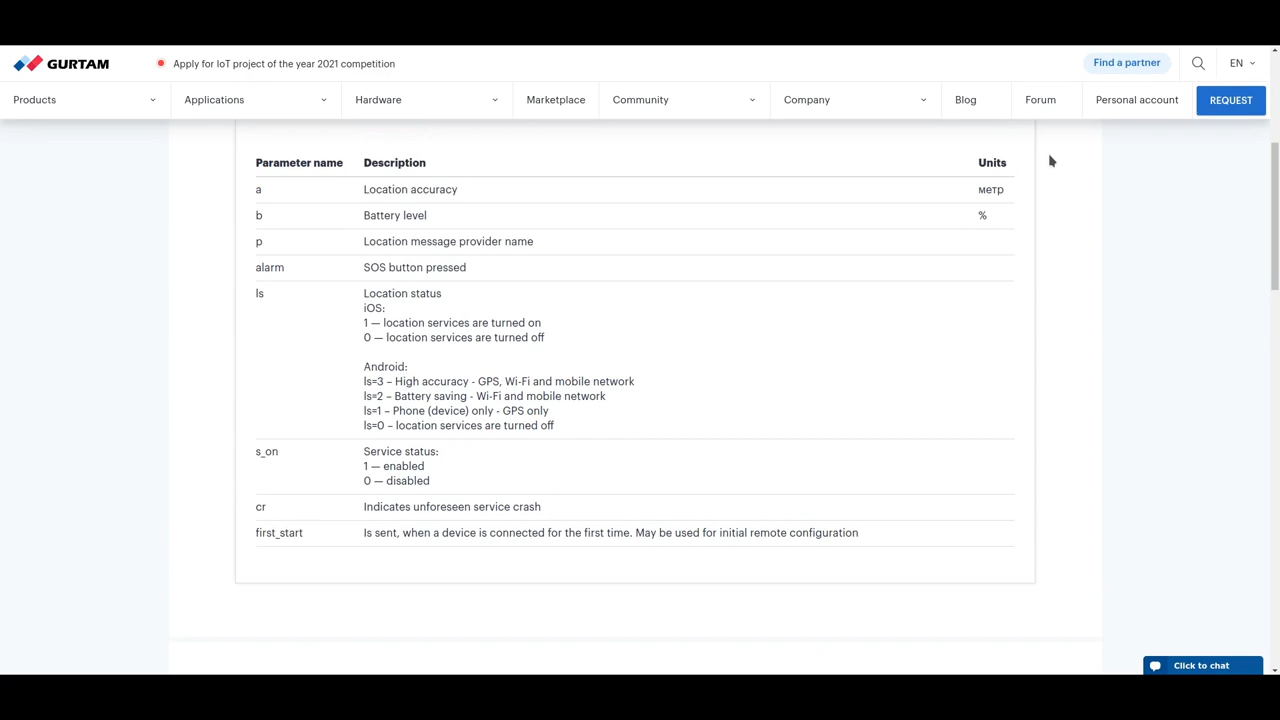 GURTAM
Apply for IoT project of the year 2021 competition
Find a partner
EN
Products
Applications
Hardware
Marketplace
Community
Company
Blog
Forum
Personal account
REQUEST
Parameter name Description Units
a Location accuracy метр
b Battery level %
p Location message provider name
alarm SOS button pressed
ls Location status
iOS:
1 — location services are turned on
0 — location services are turned off
Android:
ls=3 – High accuracy - GPS, Wi-Fi and mobile network
ls=2 – Battery saving - Wi-Fi and mobile network
ls=1 – Phone (device) only - GPS only
ls=0 – location services are turned off
s_on Service status:
1 — enabled
0 — disabled
cr Indicates unforeseen service crash
first_start Is sent, when a device is connected for the first time. May be used for initial remote configuration
Click to chat